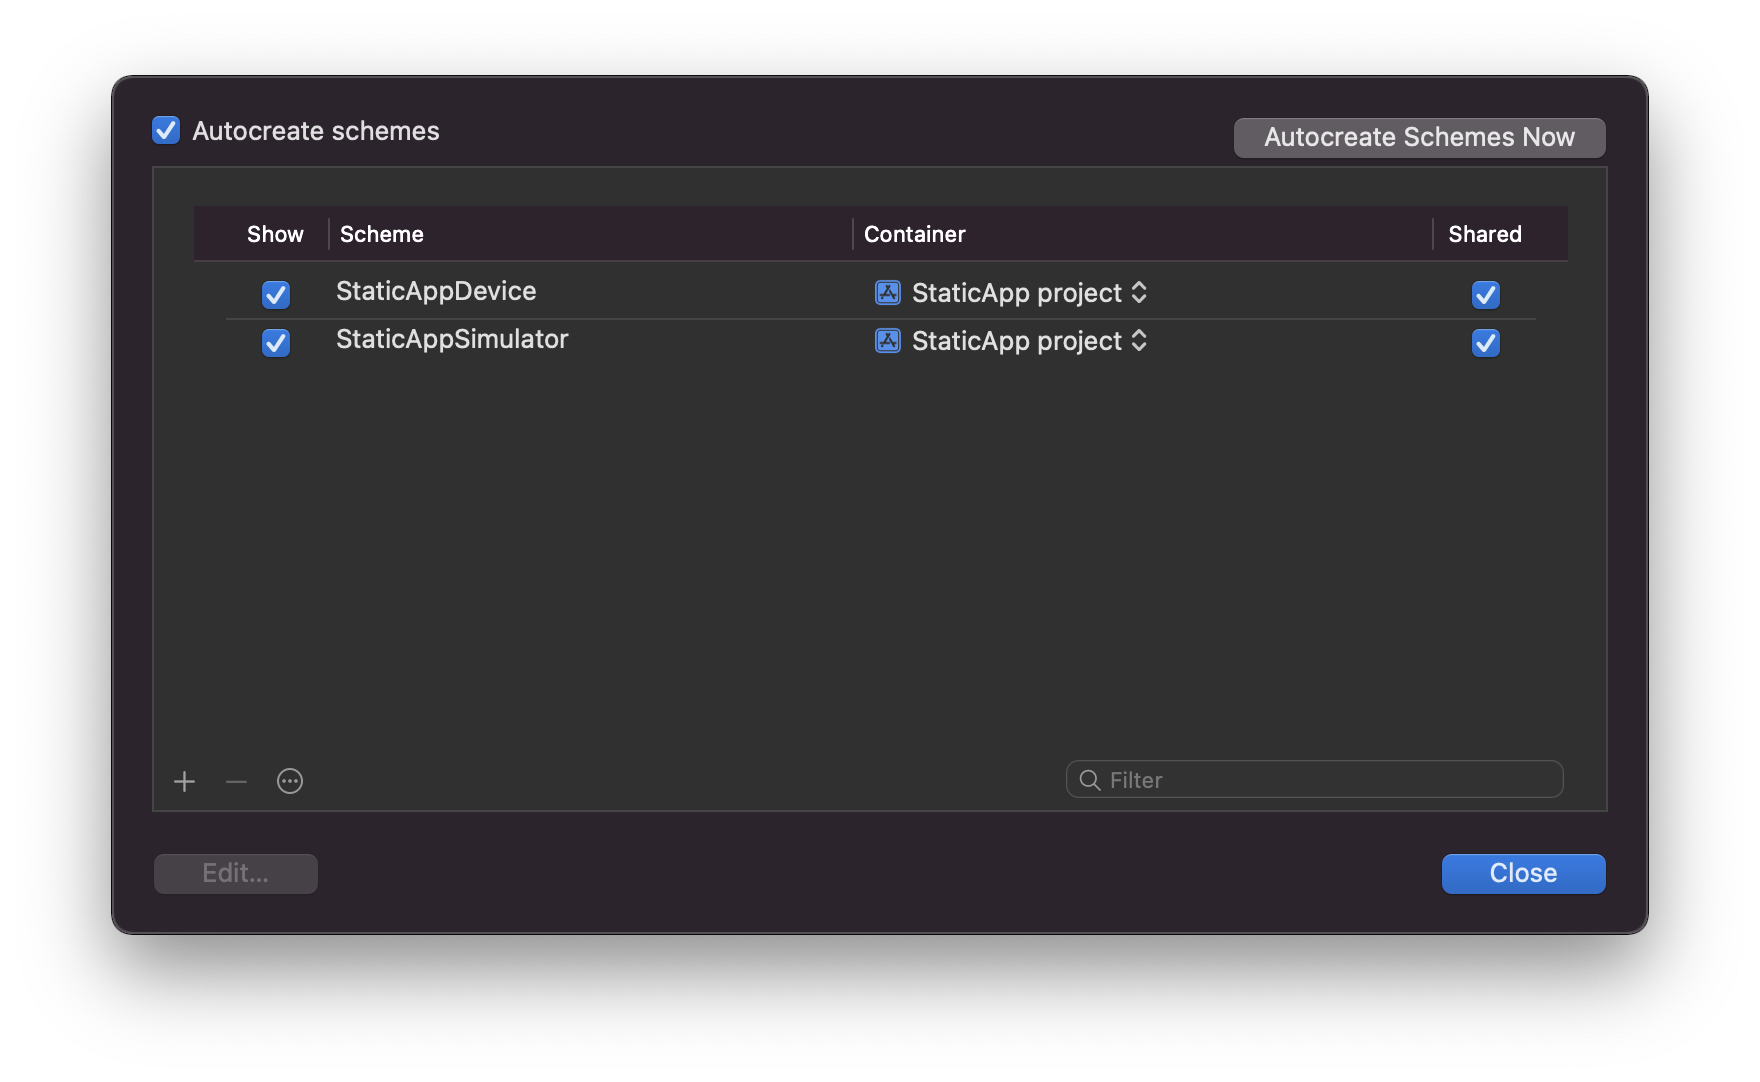 Autocreate schemes
Autocreate Schemes Now
Show Scheme Container Shared
StaticAppDevice StaticApp project
StaticAppSimulator StaticApp project
Filter
Edit...
Close